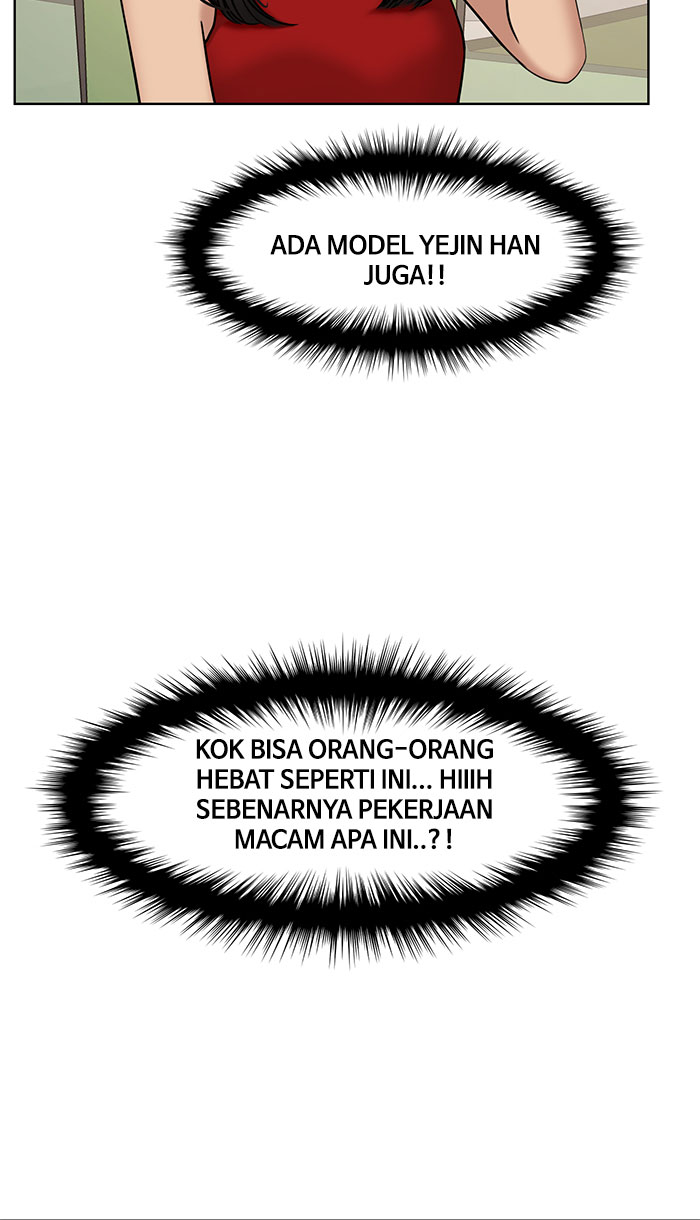 ADA MODEL YEJIN HAN
JUGA!!
KOK BISA ORANG-ORANG
HEBAT SEPERTI INI... HIIIH
SEBENARNYA PEKERJAAN
MACAM APA INI..?!